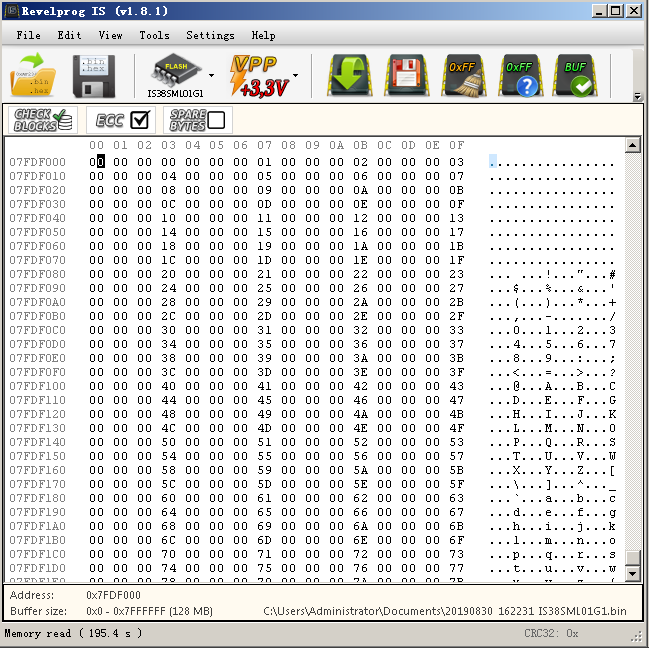 Revelprog IS (v1.8.1)
File Edit View Tools Settings Help
.bin .hex
.bin .hex
FLASH
VPP +3,3V
0xFF
0xFF
BUF
IS38SML01G1
CHECK BLOCKS ECC SPARE BYTES
00 01 02 03 04 05 06 07 08 09 0A 0B 0C 0D 0E 0F
07FDF000 00 00 00 00 00 00 00 01 00 00 00 02 00 00 00 03 ................
07FDF010 00 00 00 04 00 00 00 05 00 00 00 06 00 00 00 07 ................
07FDF020 00 00 00 08 00 00 00 09 00 00 00 0A 00 00 00 0B ................
07FDF030 00 00 00 0C 00 00 00 0D 00 00 00 0E 00 00 00 0F ................
07FDF040 00 00 00 10 00 00 00 11 00 00 00 12 00 00 00 13 ................
07FDF050 00 00 00 14 00 00 00 15 00 00 00 16 00 00 00 17 ................
07FDF060 00 00 00 18 00 00 00 19 00 00 00 1A 00 00 00 1B ................
07FDF070 00 00 00 1C 00 00 00 1D 00 00 00 1E 00 00 00 1F ................
07FDF080 00 00 00 20 00 00 00 21 00 00 00 22 00 00 00 23 ... ...!..."...#
07FDF090 00 00 00 24 00 00 00 25 00 00 00 26 00 00 00 27 ...$...%...&...'
07FDF0A0 00 00 00 28 00 00 00 29 00 00 00 2A 00 00 00 2B ...(...)...*...+
07FDF0B0 00 00 00 2C 00 00 00 2D 00 00 00 2E 00 00 00 2F ...,...-......./
07FDF0C0 00 00 00 30 00 00 00 31 00 00 00 32 00 00 00 33 ...0...1...2...3
07FDF0D0 00 00 00 34 00 00 00 35 00 00 00 36 00 00 00 37 ...4...5...6...7
07FDF0E0 00 00 00 38 00 00 00 39 00 00 00 3A 00 00 00 3B ...8...9...:...;
07FDF0F0 00 00 00 3C 00 00 00 3D 00 00 00 3E 00 00 00 3F ...<...=...>...?
07FDF100 00 00 00 40 00 00 00 41 00 00 00 42 00 00 00 43 ...@...A...B...C
07FDF110 00 00 00 44 00 00 00 45 00 00 00 46 00 00 00 47 ...D...E...F...G
07FDF120 00 00 00 48 00 00 00 49 00 00 00 4A 00 00 00 4B ...H...I...J...K
07FDF130 00 00 00 4C 00 00 00 4D 00 00 00 4E 00 00 00 4F ...L...M...N...O
07FDF140 00 00 00 50 00 00 00 51 00 00 00 52 00 00 00 53 ...P...Q...R...S
07FDF150 00 00 00 54 00 00 00 55 00 00 00 56 00 00 00 57 ...T...U...V...W
07FDF160 00 00 00 58 00 00 00 59 00 00 00 5A 00 00 00 5B ...X...Y...Z...[
07FDF170 00 00 00 5C 00 00 00 5D 00 00 00 5E 00 00 00 5F ...\...]...^..._
07FDF180 00 00 00 60 00 00 00 61 00 00 00 62 00 00 00 63 ...`...a...b...c
07FDF190 00 00 00 64 00 00 00 65 00 00 00 66 00 00 00 67 ...d...e...f...g
07FDF1A0 00 00 00 68 00 00 00 69 00 00 00 6A 00 00 00 6B ...h...i...j...k
07FDF1B0 00 00 00 6C 00 00 00 6D 00 00 00 6E 00 00 00 6F ...l...m...n...o
07FDF1C0 00 00 00 70 00 00 00 71 00 00 00 72 00 00 00 73 ...p...q...r...s
07FDF1D0 00 00 00 74 00 00 00 75 00 00 00 76 00 00 00 77 ...t...u...v...w
07FDF1E0 00 00 00 78 00 00 00 79 00 00 00 7A 00 00 00 7B
Address: 0x7FDF000
Buffer size: 0x0 - 0x7FFFFFF (128 MB) C:\Users\Administrator\Documents\20190830_162231_IS38SML01G1.bin
Memory read ( 195.4 s ) CRC32: 0x